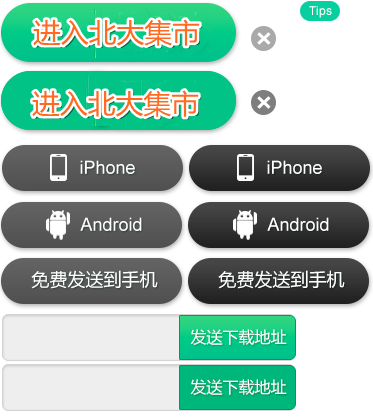 Tips
进入北大集市
进入北大集市
iPhone
iPhone
Android
Android
免费发送到手机
免费发送到手机
发送下载地址
发送下载地址